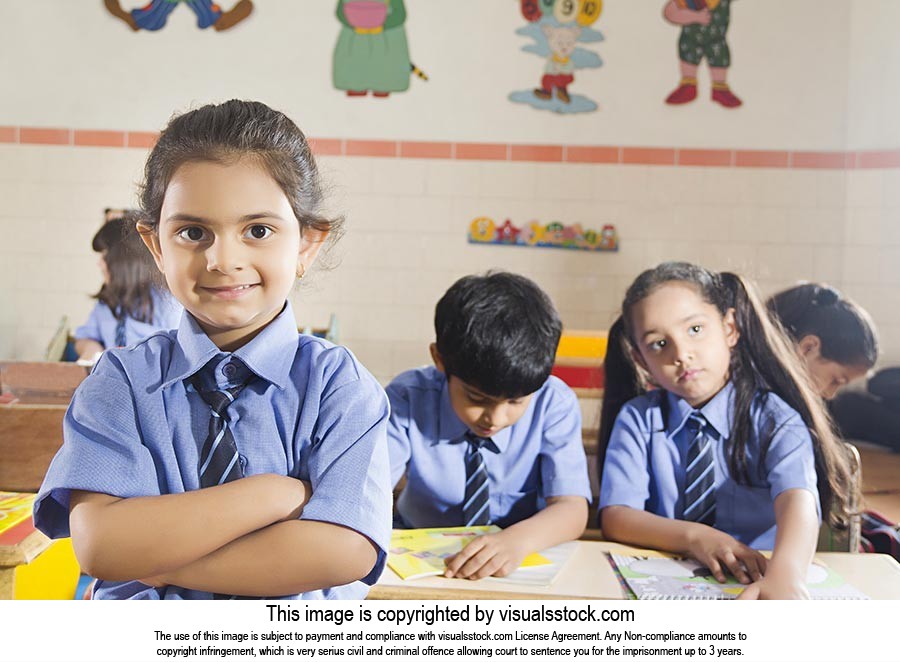 9 10
This image is copyrighted by visualsstock.com
The use of this image is subject to payment and compliance with visualsstock.com License Agreement. Any Non-compliance amounts to
copyright infringement, which is very serius civil and criminal offence allowing court to sentence you for the imprisonment up to 3 years.